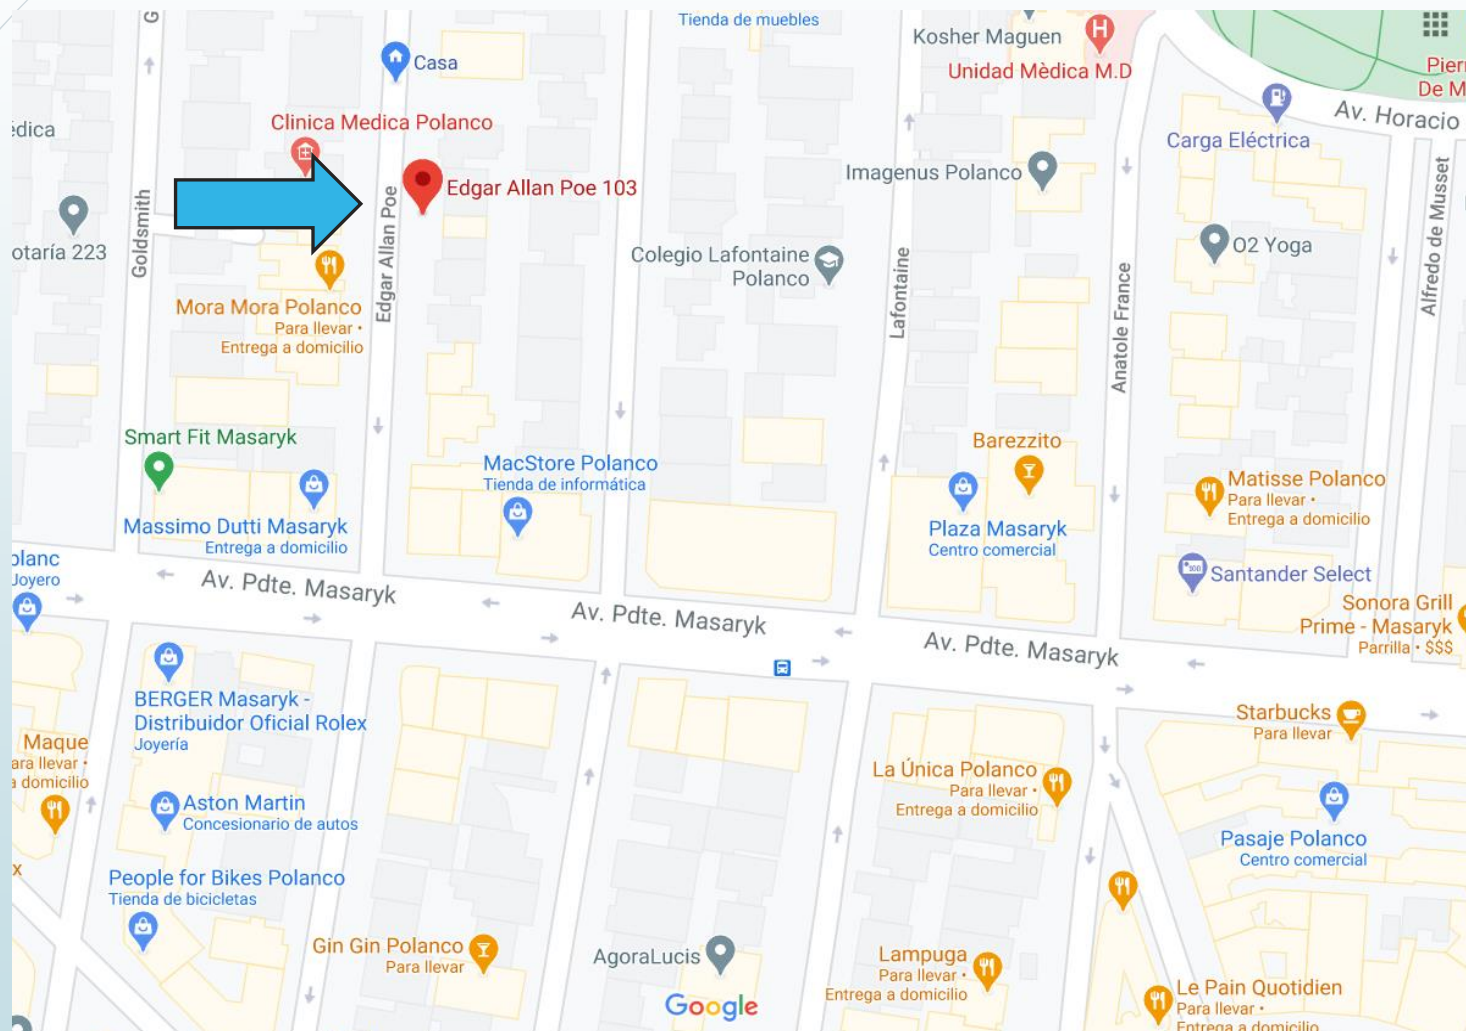 G
Tienda de muebles
Kosher Maguen
Unidad Mèdica M.D
Casa
Pierr
De M
Av. Horacio
Carga Eléctrica
édica
Clinica Medica Polanco
Edgar Allan Poe 103
Imagenus Polanco
Goldsmith
Edgar Allan Poe
Lafontaine
Anatole France
Alfredo de Musset
otaría 223
Colegio Lafontaine
Polanco
O2 Yoga
Mora Mora Polanco
Para llevar •
Entrega a domicilio
Smart Fit Masaryk
MacStore Polanco
Tienda de informática
Barezzito
Matisse Polanco
Para llevar •
Entrega a domicilio
Massimo Dutti Masaryk
Entrega a domicilio
Plaza Masaryk
Centro comercial
blanc
Joyero
Av. Pdte. Masaryk
Av. Pdte. Masaryk
Av. Pdte. Masaryk
Santander Select
Sonora Grill
Prime - Masaryk
Parrilla • $$$
BERGER Masaryk -
Distribuidor Oficial Rolex
Joyería
Starbucks
Para llevar
Maque
ara llevar •
a domicilio
La Única Polanco
Para llevar •
Entrega a domicilio
Aston Martin
Concesionario de autos
Pasaje Polanco
Centro comercial
x
People for Bikes Polanco
Tienda de bicicletas
Gin Gin Polanco
Para llevar
AgoraLucis
Lampuga
Para llevar •
Entrega a domicilio
Le Pain Quotidien
Para llevar •
Entrega a domicilio
Google